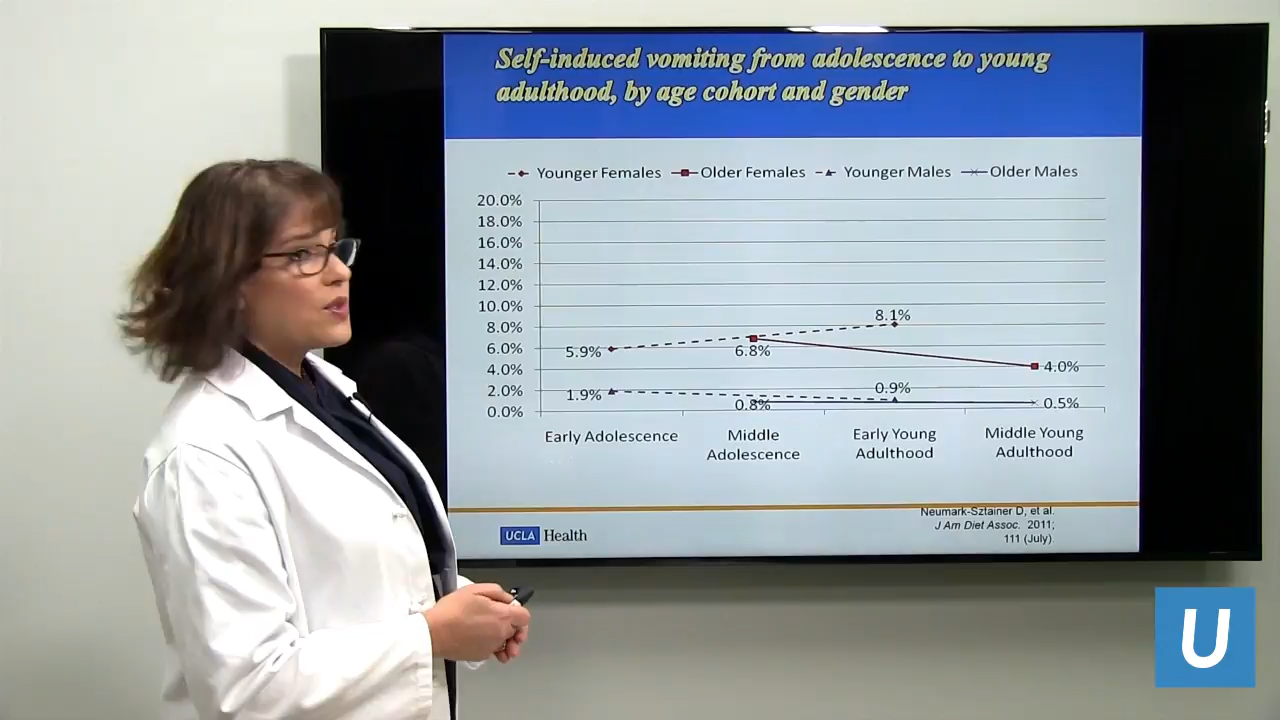 Self-induced vomiting from adolescence to young
adulthood, by age cohort and gender
Younger Females Older Females Younger Males Older Males
20.0%
18.0%
16.0%
14.0%
12.0%
10.0%
8.0%
6.0%
4.0%
2.0%
0.0%
8.1%
5.9%
6.8%
4.0%
1.9%
0.9%
0.8%
0.5%
Early Adolescence
Middle
Adolescence
Early Young
Adulthood
Middle Young
Adulthood
Neumark-Sztainer D, et al.
J Am Diet Assoc. 2011;
111 (July).
UCLA Health
U